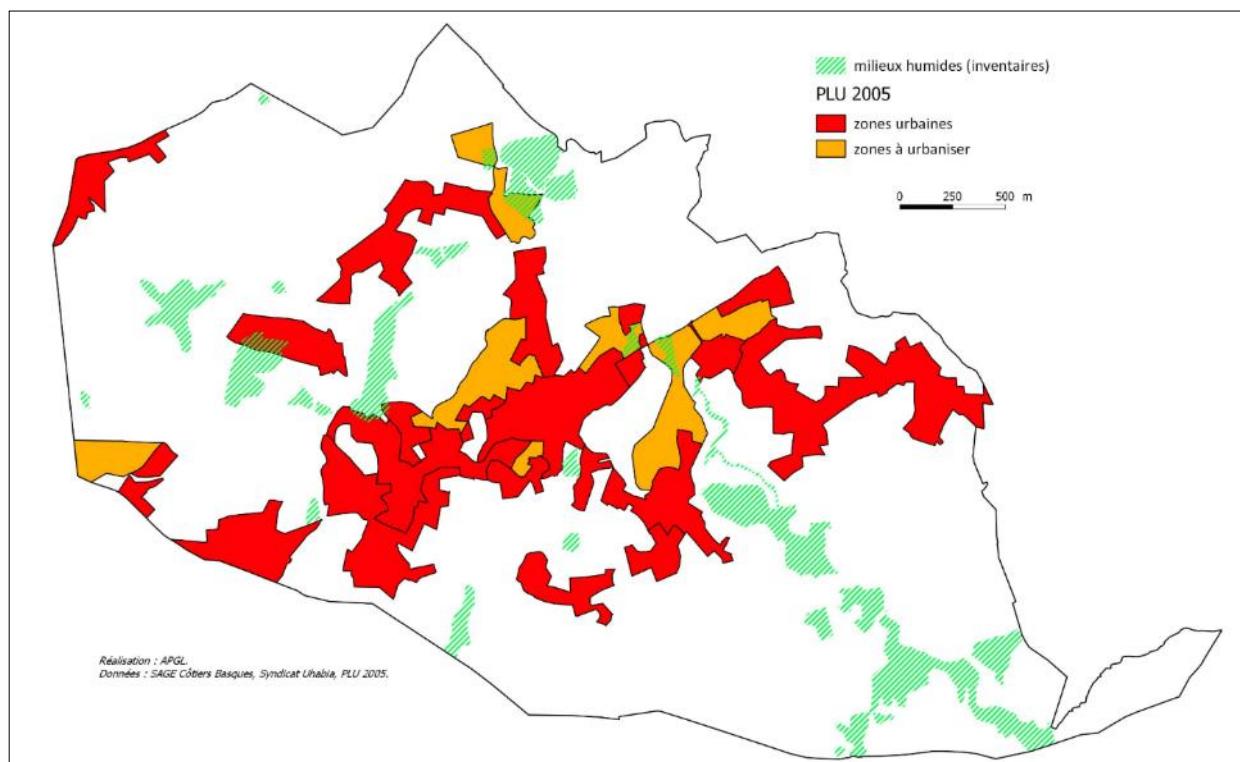 milieux humides (inventaires)
PLU 2005
zones urbaines
zones à urbaniser
0 250 500 m
Réalisation : APGL.
Données : SAGE Côtiers Basques, Syndicat Uhabia, PLU 2005.